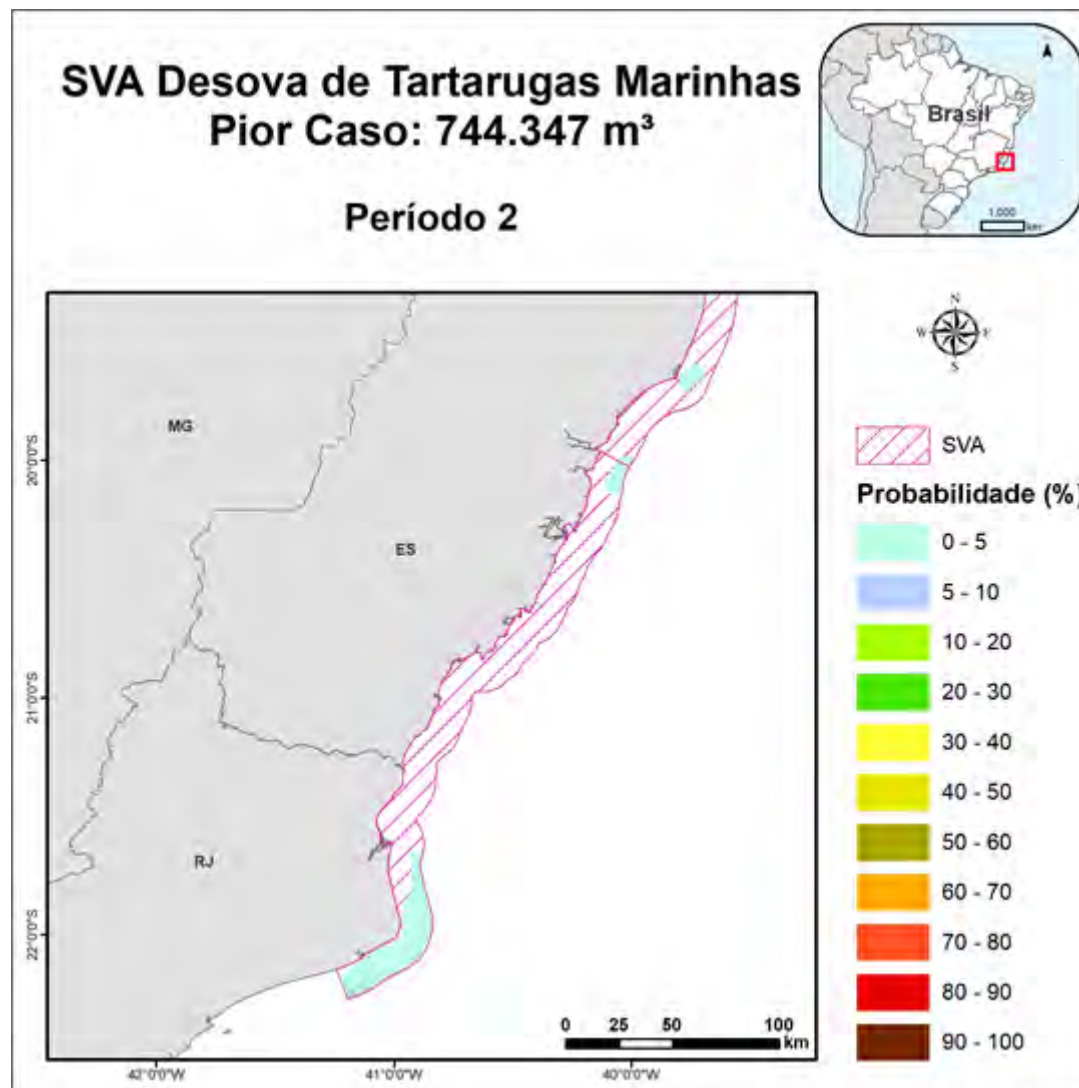 SVA Desova de Tartarugas Marinhas
Pior Caso: 744.347 m³
Período 2
Brasil
1,000
km
N
W
E
S
MG
ES
RJ
20°0'0"S
21°0'0"S
22°0'0"S
42°0'0"W
41°0'0"W
40°0'0"W
0 25 50 100
km
SVA
Probabilidade (%)
0 - 5
5 - 10
10 - 20
20 - 30
30 - 40
40 - 50
50 - 60
60 - 70
70 - 80
80 - 90
90 - 100